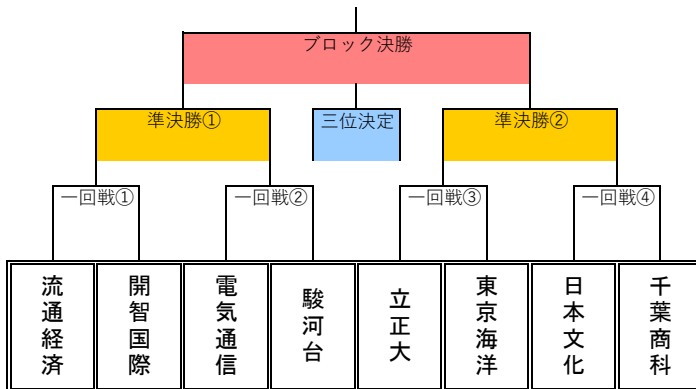 ブロック決勝
準決勝①
三位決定
準決勝②
一回戦①
一回戦②
一回戦③
一回戦④
流通経済
開智国際
電気通信
駿河台
立正大
東京海洋
日本文化
千葉商科